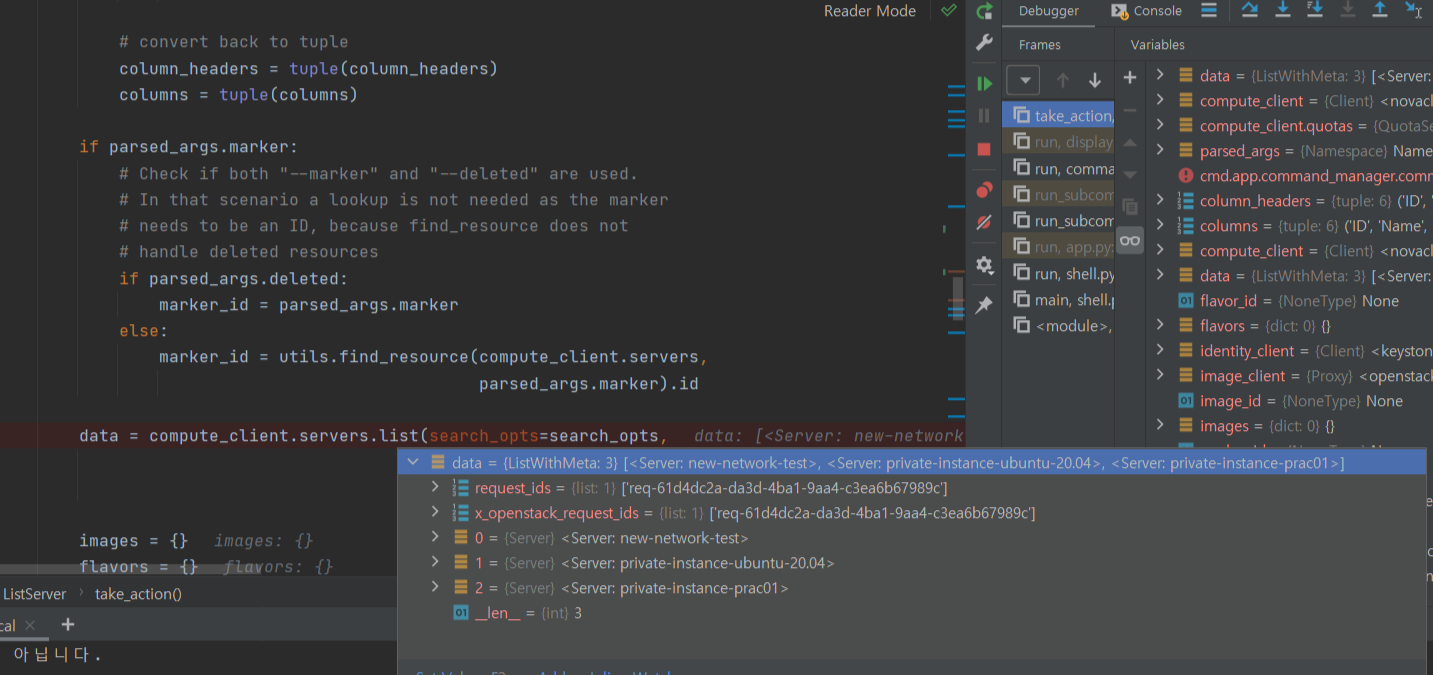 Reader Mode
# convert back to tuple
column_headers = tuple(column_headers)
columns = tuple(columns)
if parsed_args.marker:
# Check if both "--marker" and "--deleted" are used.
# In that scenario a lookup is not needed as the marker
# needs to be an ID, because find_resource does not
# handle deleted resources
if parsed_args.deleted:
marker_id = parsed_args.marker
else:
marker_id = utils.find_resource(compute_client.servers,
parsed_args.marker).id
data = compute_client.servers.list(search_opts=search_opts, data: [<Server: new-network
images = {} images: {}
flavors = {} flavors: {}
ListServer › take_action()
cal × +
아닙니다.
Debugger Console
Frames
take_action,
run, display
run, comma
run_subcom
run_subcom
run, app.py:
run, shell.py
main, shell.
<module>,
Variables
data = {ListWithMeta: 3} [<Server:
compute_client = {Client} <novacl
compute_client.quotas = {QuotaSe
parsed_args = {Namespace} Name
cmd.app.command_manager.comm
column_headers = {tuple: 6} ('ID', '
columns = {tuple: 6} ('ID', 'Name',
compute_client = {Client} <novacl
data = {ListWithMeta: 3} [<Server:
flavor_id = {NoneType} None
flavors = {dict: 0} {}
identity_client = {Client} <keyston
image_client = {Proxy} <openstack
image_id = {NoneType} None
images = {dict: 0} {}
data = {ListWithMeta: 3} [<Server: new-network-test>, <Server: private-instance-ubuntu-20.04>, <Server: private-instance-prac01>]
request_ids = {list: 1} ['req-61d4dc2a-da3d-4ba1-9aa4-c3ea6b67989c']
x_openstack_request_ids = {list: 1} ['req-61d4dc2a-da3d-4ba1-9aa4-c3ea6b67989c']
0 = {Server} <Server: new-network-test>
1 = {Server} <Server: private-instance-ubuntu-20.04>
2 = {Server} <Server: private-instance-prac01>
__len__ = {int} 3